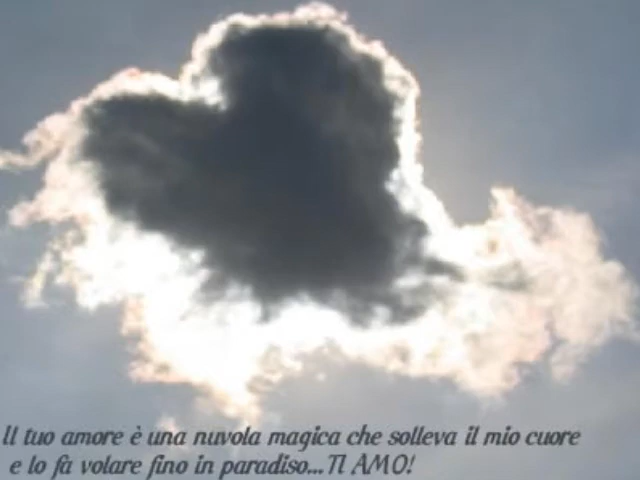 Il tuo amore è una nuvola magica che solleva il mio cuore
e lo fa volare fino in paradiso...TI AMO!